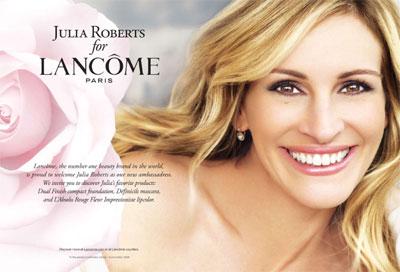 JULIA ROBERTS
for
LANCÔME
PARIS
Lancôme, the number one beauty brand in the world,
is proud to welcome Julia Roberts as our new ambassadress.
We invite you to discover Julia's favorite products:
Dual Finish compact foundation, Définicils mascara,
and L'Absolu Rouge Fleur Impressioniste lipcolor.